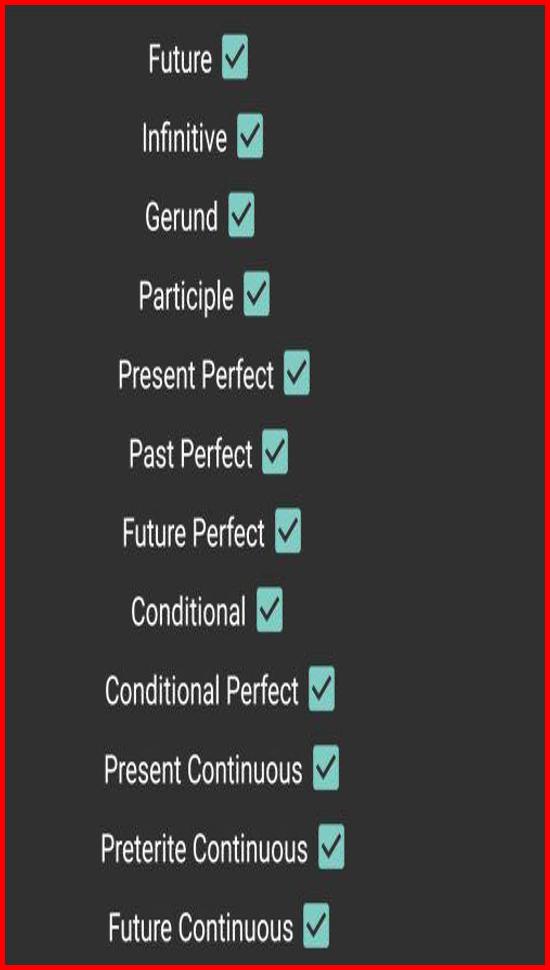 Future
Infinitive
Gerund
Participle
Present Perfect
Past Perfect
Future Perfect
Conditional
Conditional Perfect
Present Continuous
Preterite Continuous
Future Continuous